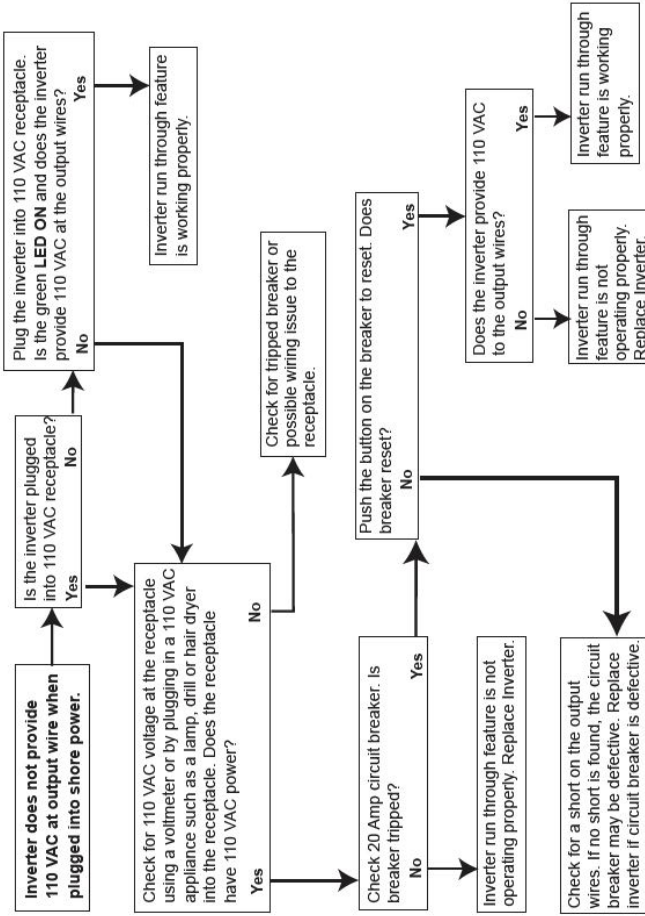 Inverter does not provide
110 VAC at output wire when
plugged into shore power.
Is the inverter plugged
into 110 VAC receptacle?
Yes No
Plug the inverter into 110 VAC receptacle.
Is the green LED ON and does the inverter
provide 110 VAC at the output wires?
No Yes
Inverter run through feature
is working properly.
Check for 110 VAC voltage at the receptacle
using a voltmeter or by plugging in a 110 VAC
appliance such as a lamp, drill or hair dryer
into the receptacle. Does the receptacle
have 110 VAC power?
Yes No
Check for tripped breaker or
possible wiring issue to the
receptacle.
Check 20 Amp circuit breaker. Is
breaker tripped?
No Yes
Inverter run through feature is not
operating properly. Replace Inverter.
Push the button on the breaker to reset. Does
breaker reset?
No Yes
Check for a short on the output
wires. If no short is found, the circuit
breaker may be defective. Replace
inverter if circuit breaker is defective.
Does the inverter provide 110 VAC
to the output wires?
No Yes
Inverter run through
feature is not
operating properly.
Replace Inverter.
Inverter run through
feature is working
properly.